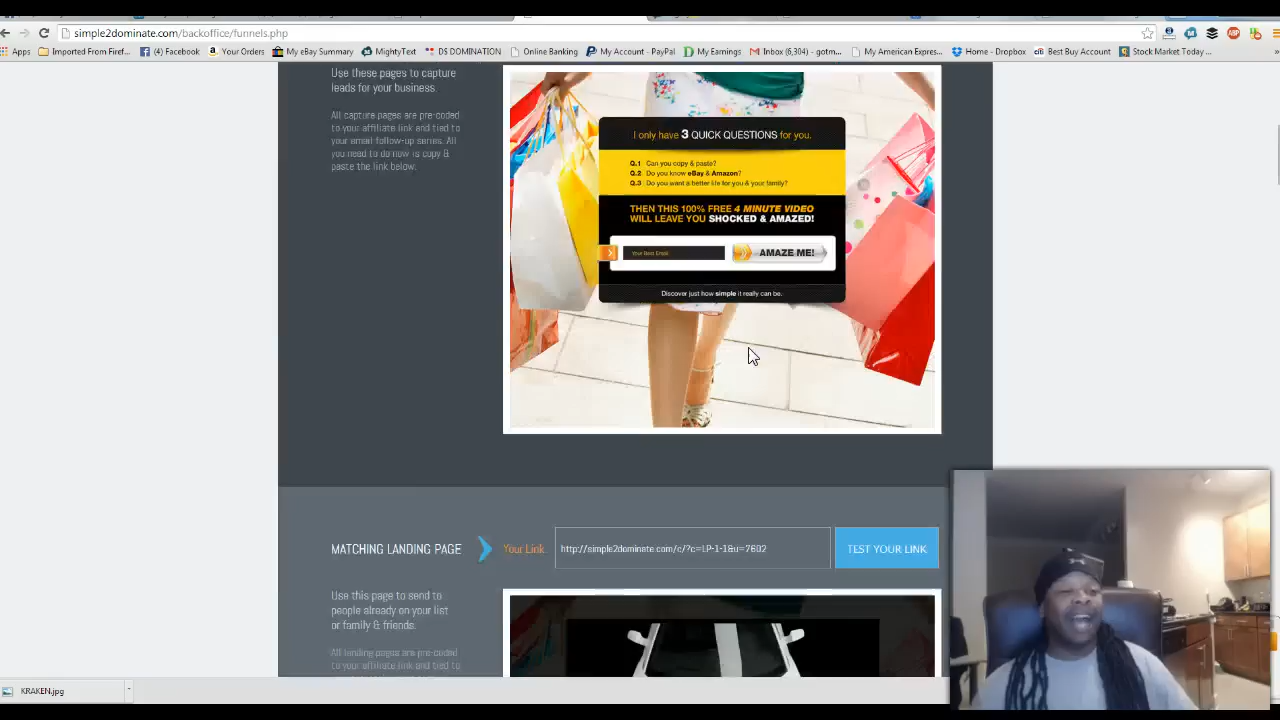 simple2dominate.com/backoffice/funnels.php
Apps Imported From Firef... (4) Facebook Your Orders My eBay Summary MightyText DS DOMINATION Online Banking My Account - PayPal My Earnings Inbox (6,304) - gotm... My American Expres... Dropbox - Home Best Buy Account Stock Market Today ...
Use these pages to capture
leads for your business.
All capture pages are pre-coded
to your affiliate link and tied to
your email follow-up series. All
you need to do now is copy &
paste the link below.
I only have 3 QUICK QUESTIONS for you.
Q.1 Can you copy & paste?
Q.2 Do you know eBay & Amazon?
Q.3 Do you want a better life for you & your family?
THEN THIS 100% FREE 4 MINUTE VIDEO
WILL LEAVE YOU SHOCKED & AMAZED!
Your Best Email
AMAZE ME!
Discover just how simple it really can be.
MATCHING LANDING PAGE Your Link http://simple2dominate.com/c/?c=LP-1-1&u=7602 TEST YOUR LINK
Use this page to send to
people already on your list
or family & friends.
All landing pages are pre-coded
to your affiliate link and tied to
KRAKEN.jpg